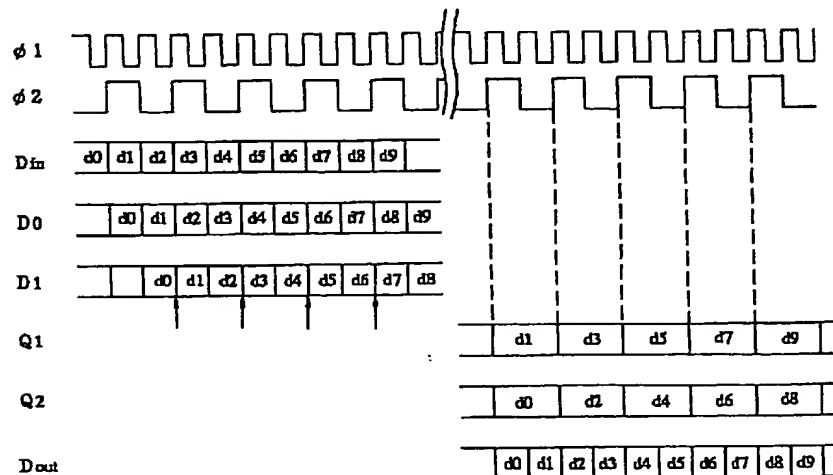 ø1
ø2
Din d0 d1 d2 d3 d4 d5 d6 d7 d8 d9
D0 d0 d1 d2 d3 d4 d5 d6 d7 d8 d9
D1 d0 d1 d2 d3 d4 d5 d6 d7 d8
Q1 d1 d3 d5 d7 d9
Q2 d0 d2 d4 d6 d8
Dout d0 d1 d2 d3 d4 d5 d6 d7 d8 d9